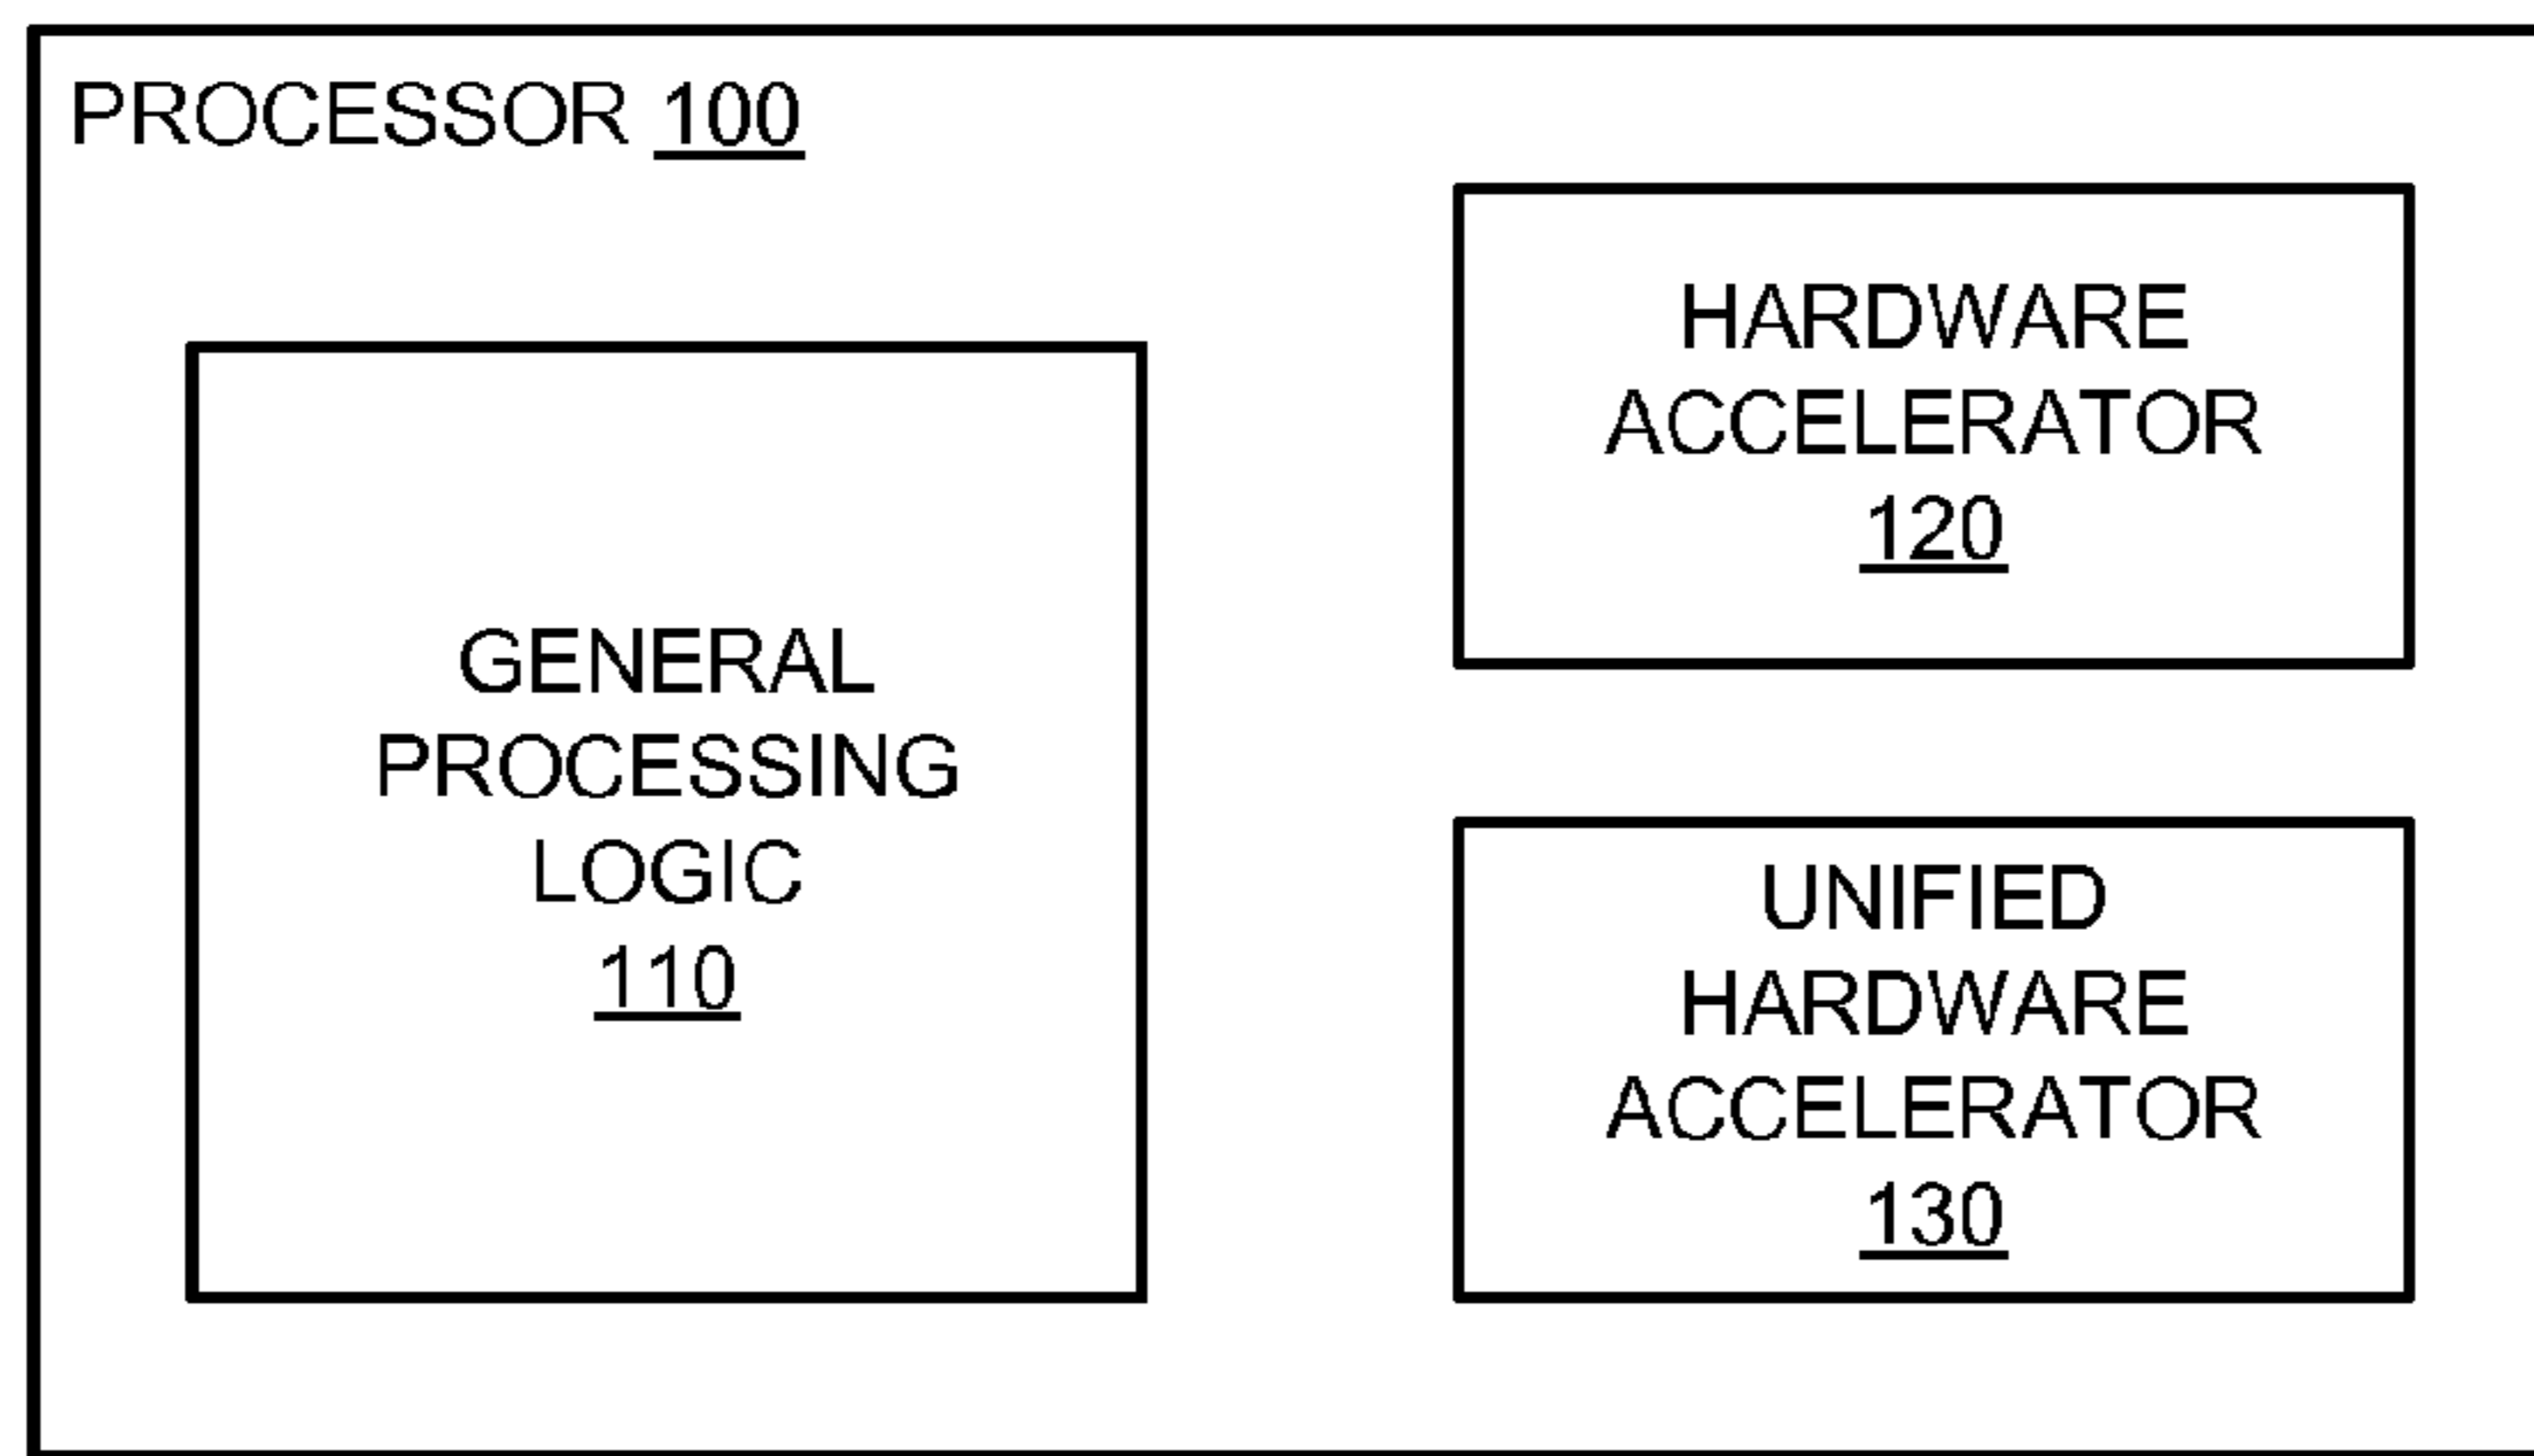 PROCESSOR 100
HARDWARE
ACCELERATOR
120
GENERAL
PROCESSING
LOGIC
110
UNIFIED
HARDWARE
ACCELERATOR
130